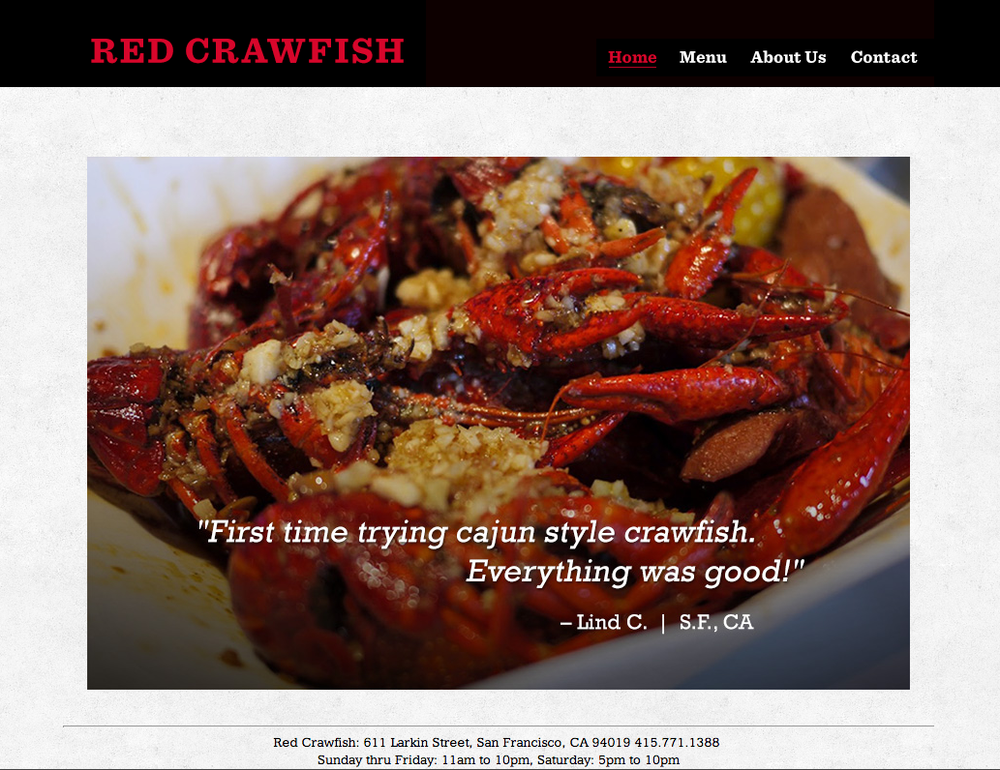 RED CRAWFISH
Home Menu About Us Contact
"First time trying cajun style crawfish.
Everything was good!"
– Lind C. | S.F., CA
Red Crawfish: 611 Larkin Street, San Francisco, CA 94019 415.771.1388
Sunday thru Friday: 11am to 10pm, Saturday: 5pm to 10pm